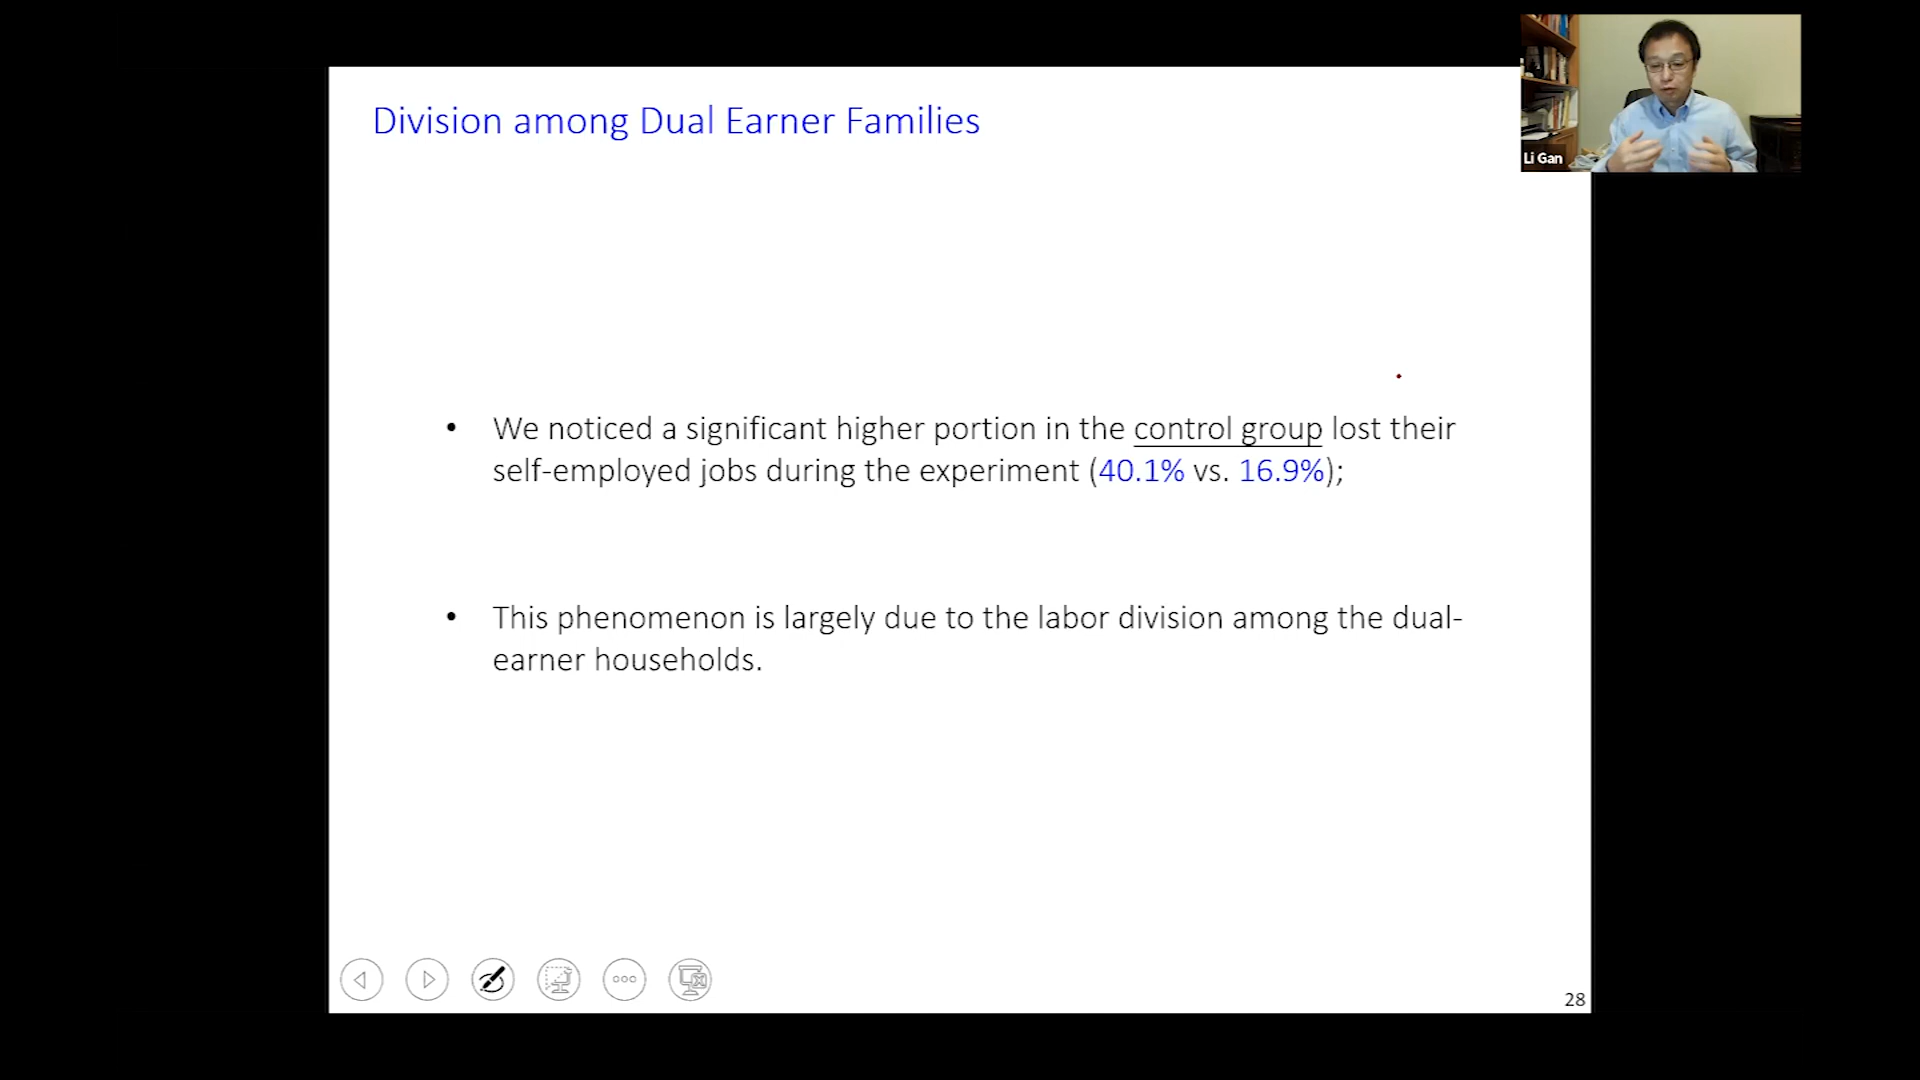 Li Gan
Division among Dual Earner Families
• We noticed a significant higher portion in the control group lost their
self-employed jobs during the experiment (40.1% vs. 16.9%);
• This phenomenon is largely due to the labor division among the dual-
earner households.
28